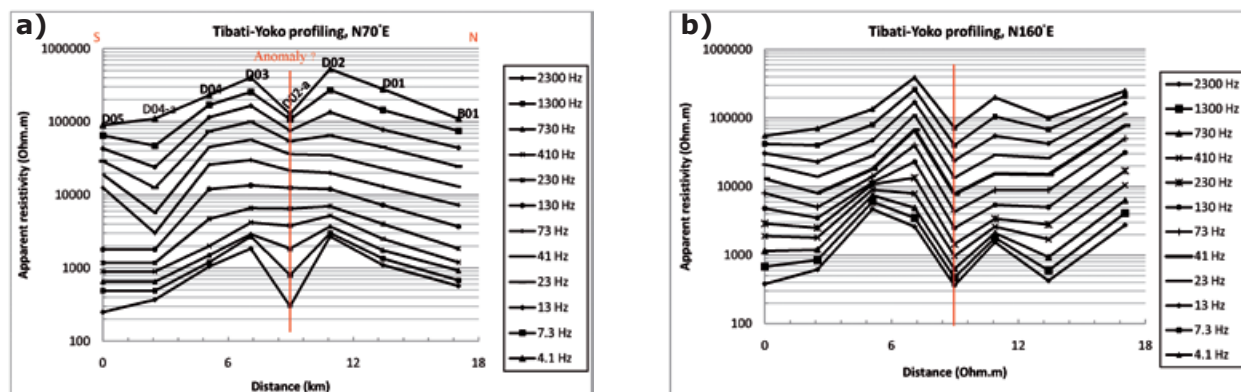 a)
Tibati-Yoko profiling, N70°E
S
N
Anomaly ?
1000000
100000
10000
1000
100
Apparent resistivity (Ohm.m)
D05
D04-a
D04
D03
D02-a
D02
D01
B01
0
6
12
18
Distance (km)
2300 Hz
1300 Hz
730 Hz
410 Hz
230 Hz
130 Hz
73 Hz
41 Hz
23 Hz
13 Hz
7.3 Hz
4.1 Hz
b)
Tibati-Yoko profiling, N160°E
1000000
100000
10000
1000
100
Apparent resistivity (Ohm.m)
0
6
12
18
Distance (Ohm.m)
2300 Hz
1300 Hz
730 Hz
410 Hz
230 Hz
130 Hz
73 Hz
41 Hz
23 Hz
13 Hz
7.3 Hz
4.1 Hz